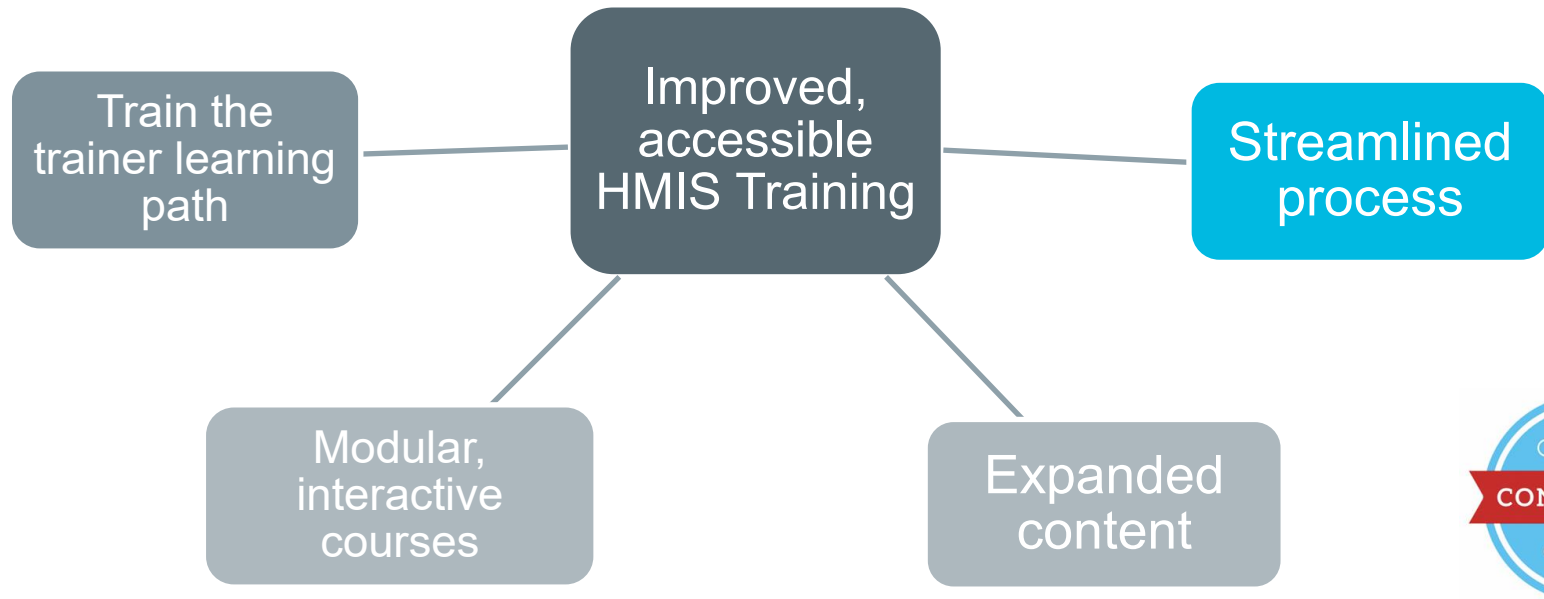 Train the
trainer learning
path
Improved,
accessible
HMIS Training
Streamlined
process
Modular,
interactive
courses
Expanded
content